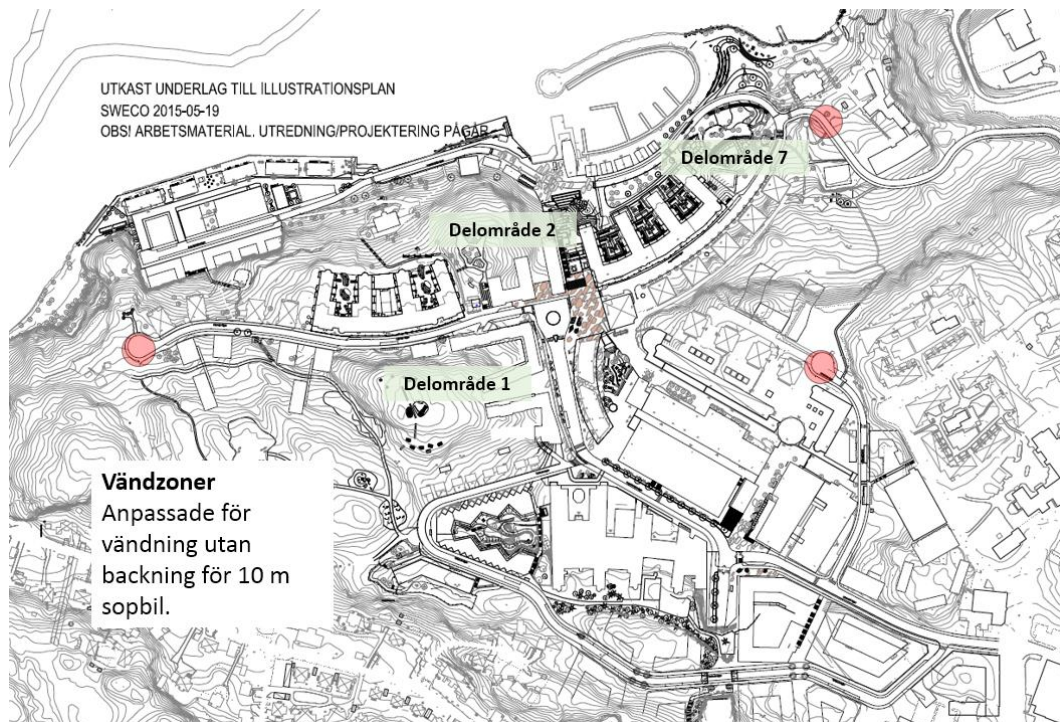 UTKAST UNDERLAG TILL ILLUSTRATIONSPLAN
SWECO 2015-05-19
OBS! ARBETSMATERIAL. UTREDNING/PROJEKTERING PÅGÅR
Delområde 7
Delområde 2
Delområde 1
Vändzoner
Anpassade för
vändning utan
backning för 10 m
sopbil.